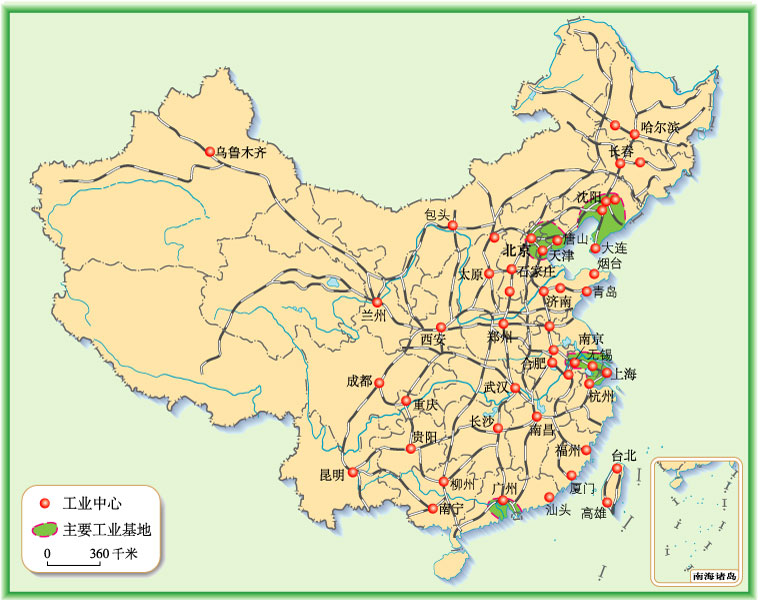 哈尔滨
长春
乌鲁木齐
沈阳
包头
北京
唐山
天津
大连
烟台
太原
石家庄
济南
青岛
兰州
西安
郑州
南京
无锡
合肥
上海
杭州
成都
重庆
武汉
长沙
南昌
贵阳
福州
台北
昆明
柳州
广州
厦门
南宁
汕头
高雄
工业中心
主要工业基地
0 360 千米
南海诸岛